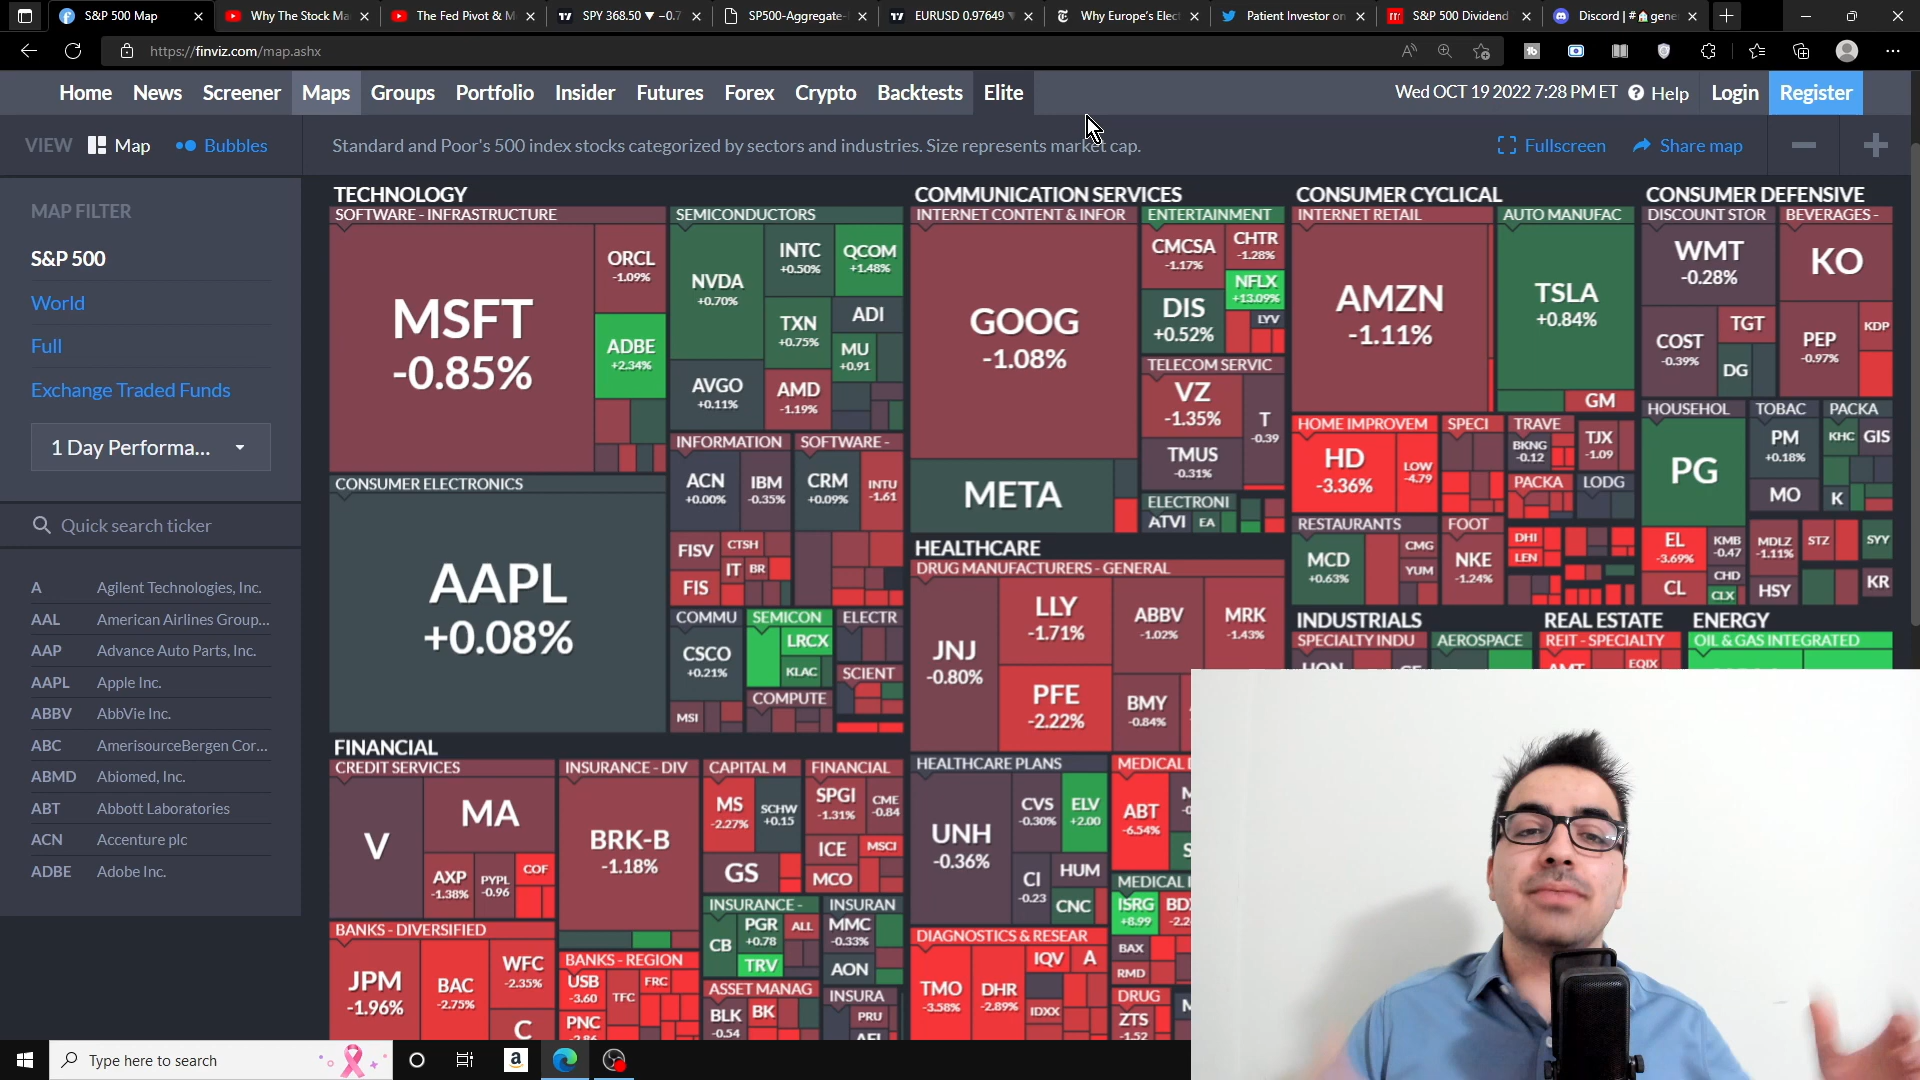 S&P 500 Map
Why The Stock Ma
The Fed Pivot & M
SPY 368.50 ▼ −0.7
SP500-Aggregate-
EURUSD 0.97649
Why Europe's Elec
Patient Investor on
S&P 500 Dividend
Discord | # gene
https://finviz.com/map.ashx
Home News Screener Maps Groups Portfolio Insider Futures Forex Crypto Backtests Elite
Wed OCT 19 2022 7:28 PM ET Help Login Register
VIEW Map Bubbles
Standard and Poor's 500 index stocks categorized by sectors and industries. Size represents market cap.
Fullscreen Share map
MAP FILTER
S&P 500
World
Full
Exchange Traded Funds
1 Day Performa...
Quick search ticker
A Agilent Technologies, Inc.
AAL American Airlines Group...
AAP Advance Auto Parts, Inc.
AAPL Apple Inc.
ABBV AbbVie Inc.
ABC AmerisourceBergen Cor...
ABMD Abiomed, Inc.
ABT Abbott Laboratories
ACN Accenture plc
ADBE Adobe Inc.
TECHNOLOGY
SOFTWARE - INFRASTRUCTURE
MSFT
-0.85%
ORCL
-1.09%
ADBE
+2.34%
SEMICONDUCTORS
NVDA
+0.70%
INTC
+0.50%
QCOM
+1.48%
TXN
+0.75%
ADI
MU
+0.91
AVGO
+0.11%
AMD
-1.19%
CONSUMER ELECTRONICS
AAPL
+0.08%
INFORMATION
ACN
+0.00%
IBM
-0.35%
FISV
CTSH
IT
BR
FIS
SOFTWARE -
CRM
+0.09%
INTU
-1.61
COMMU
CSCO
+0.21%
MSI
SEMICON
LRCX
KLAC
COMPUTE
ELECTR
SCIENT
COMMUNICATION SERVICES
INTERNET CONTENT & INFOR
GOOG
-1.08%
META
ENTERTAINMENT
CMCSA
-1.17%
CHTR
-1.28%
NFLX
+13.09%
DIS
+0.52%
LYV
TELECOM SERVIC
VZ
-1.35%
T
-0.39
TMUS
-0.31%
ELECTRONI
ATVI
EA
CONSUMER CYCLICAL
INTERNET RETAIL
AMZN
-1.11%
AUTO MANUFAC
TSLA
+0.84%
GM
HOME IMPROVEM
HD
-3.36%
LOW
-4.79
SPECI
TRAVE
BKNG
-0.12
TJX
-1.09
PACKA
LODG
RESTAURANTS
MCD
+0.63%
CMG
YUM
FOOT
NKE
-1.24%
DHI
LEN
CONSUMER DEFENSIVE
DISCOUNT STOR
WMT
-0.28%
COST
-0.39%
TGT
DG
BEVERAGES -
KO
PEP
-0.97%
KDP
HOUSEHOL
PG
EL
-3.69%
KMB
-0.47
CL
CHD
CLX
TOBAC
PM
+0.18%
MO
PACKA
KHC
GIS
K
MDLZ
-1.11%
STZ
SYY
HSY
KR
HEALTHCARE
DRUG MANUFACTURERS - GENERAL
JNJ
-0.80%
LLY
-1.71%
ABBV
-1.02%
MRK
-1.43%
PFE
-2.22%
BMY
-0.84%
HEALTHCARE PLANS
UNH
-0.36%
CVS
-0.30%
ELV
+2.00
CI
-0.23
HUM
CNC
MEDICAL
ABT
-6.54%
MEDICAL I
ISRG
+8.99
BD
-2.2
BAX
RMD
DIAGNOSTICS & RESEAR
TMO
-3.58%
DHR
-2.89%
IQV
A
IDXX
DRUG
ZTS
-1.52
INDUSTRIALS
SPECIALTY INDU
HON
AEROSPACE
REAL ESTATE
REIT - SPECIALTY
AMT
EQIX
ENERGY
OIL & GAS INTEGRATED
FINANCIAL
CREDIT SERVICES
V
MA
AXP
-1.38%
PYPL
-0.96
COF
INSURANCE - DIV
BRK-B
-1.18%
CAPITAL M
MS
-2.27%
SCHW
+0.15
GS
FINANCIAL
SPGI
-1.31%
CME
-0.84
ICE
MSCI
MCO
INSURANCE -
CB
PGR
+0.78
ALL
TRV
INSURAN
MMC
-0.33%
AON
BANKS - DIVERSIFIED
JPM
-1.96%
BAC
-2.75%
WFC
-2.35%
C
BANKS - REGION
USB
-3.60
TFC
FRC
PNC
ASSET MANAG
BLK
-0.54
BK
INSURA
PRU
Type here to search